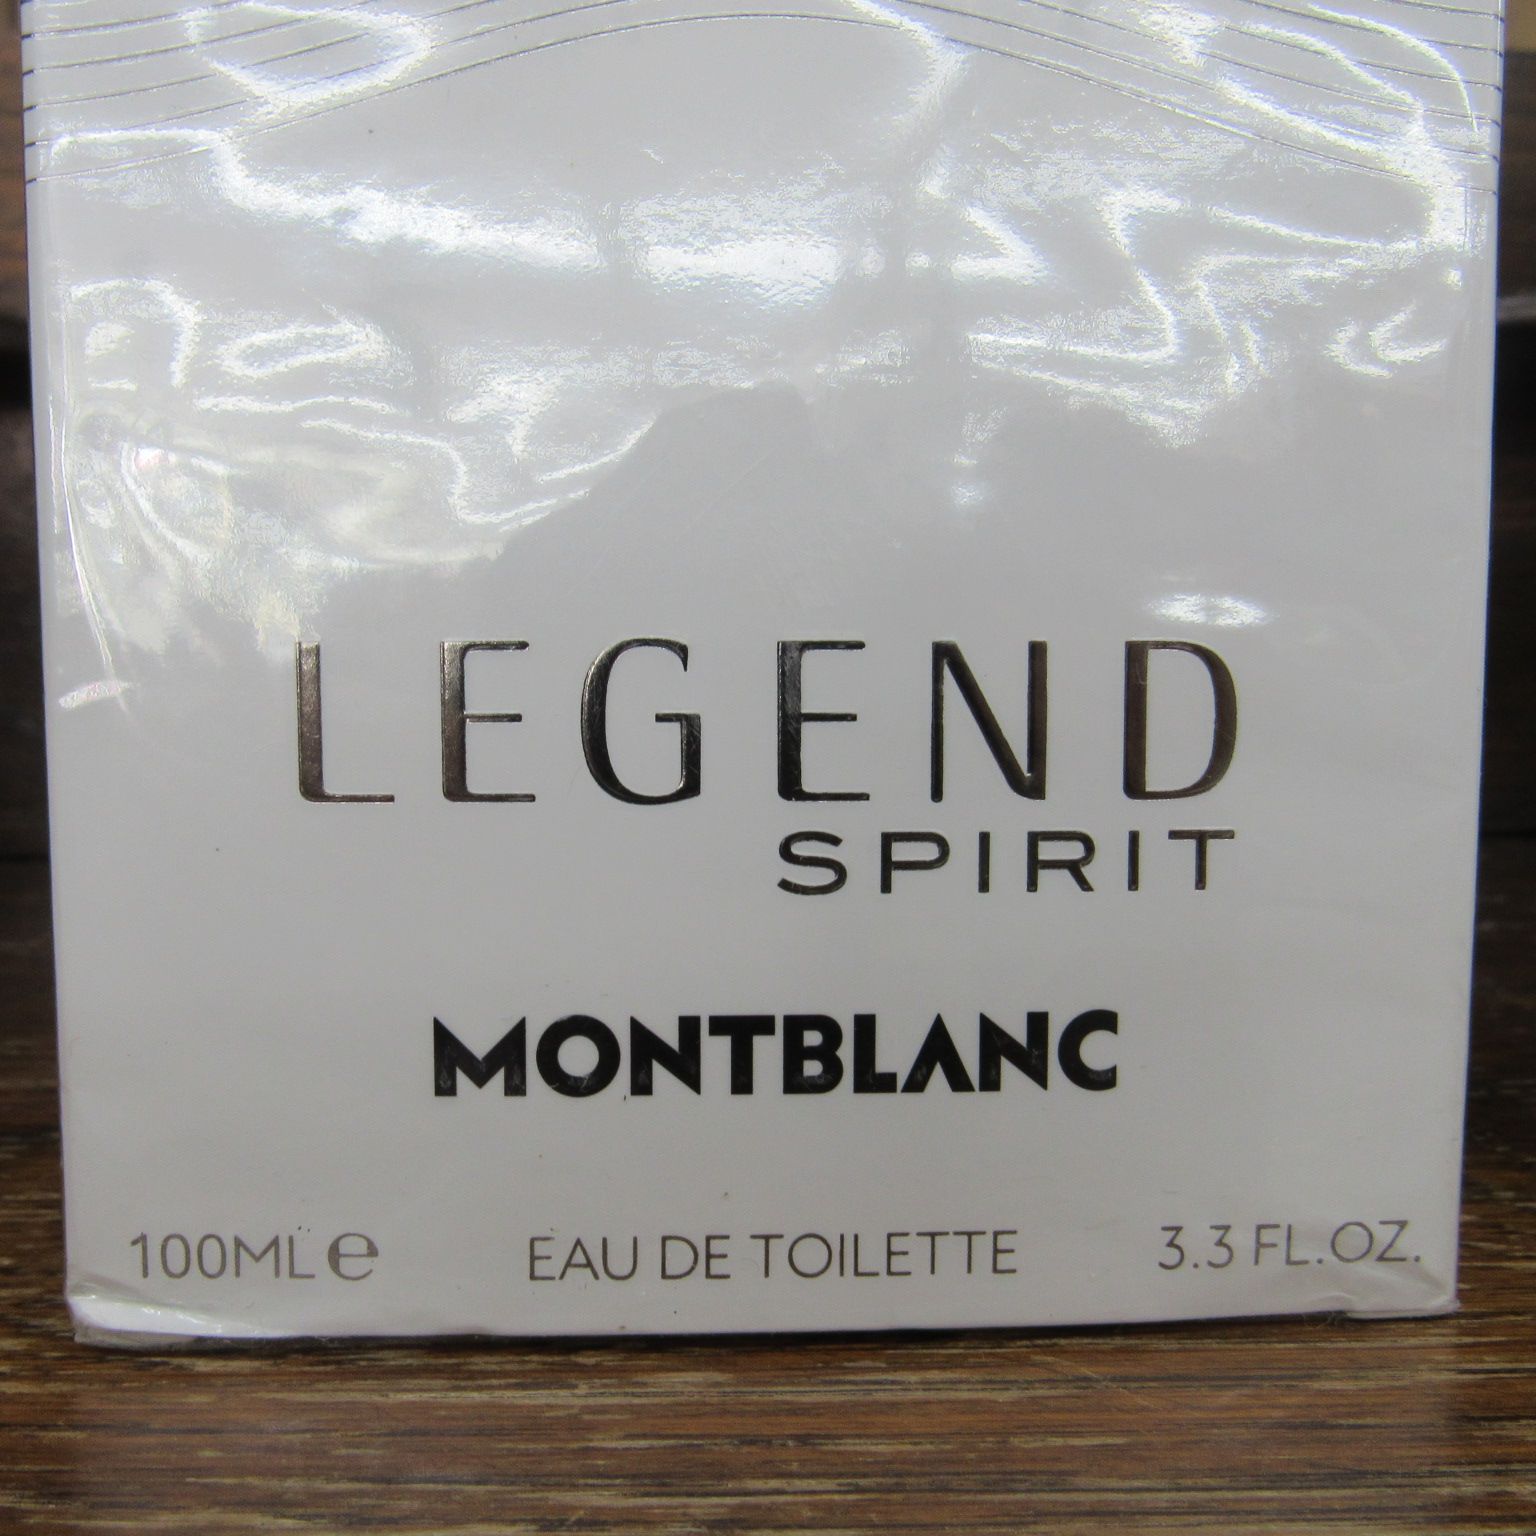 LEGEND
SPIRIT
MONTBLANC
100ML℮ EAU DE TOILETTE 3.3 FL.OZ.